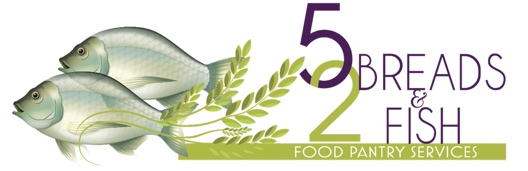 5 BREADS
&
2 FISH
FOOD PANTRY SERVICES